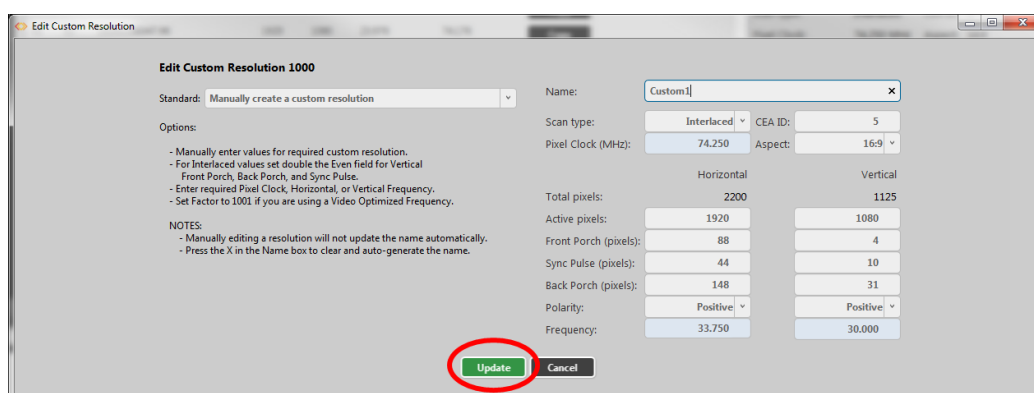 Edit Custom Resolution
Edit Custom Resolution 1000
Standard: Manually create a custom resolution
Options:
- Manually enter values for required custom resolution.
- For Interlaced values set double the Even field for Vertical
Front Porch, Back Porch, and Sync Pulse.
- Enter required Pixel Clock, Horizontal, or Vertical Frequency.
- Set Factor to 1001 if you are using a Video Optimized Frequency.
NOTES:
- Manually editing a resolution will not update the name automatically.
- Press the X in the Name box to clear and auto-generate the name.
Name: Custom1
Scan type: Interlaced CEA ID: 5
Pixel Clock (MHz): 74.250 Aspect: 16:9
Horizontal Vertical
Total pixels: 2200 1125
Active pixels: 1920 1080
Front Porch (pixels): 88 4
Sync Pulse (pixels): 44 10
Back Porch (pixels): 148 31
Polarity: Positive Positive
Frequency: 33.750 30.000
Update Cancel